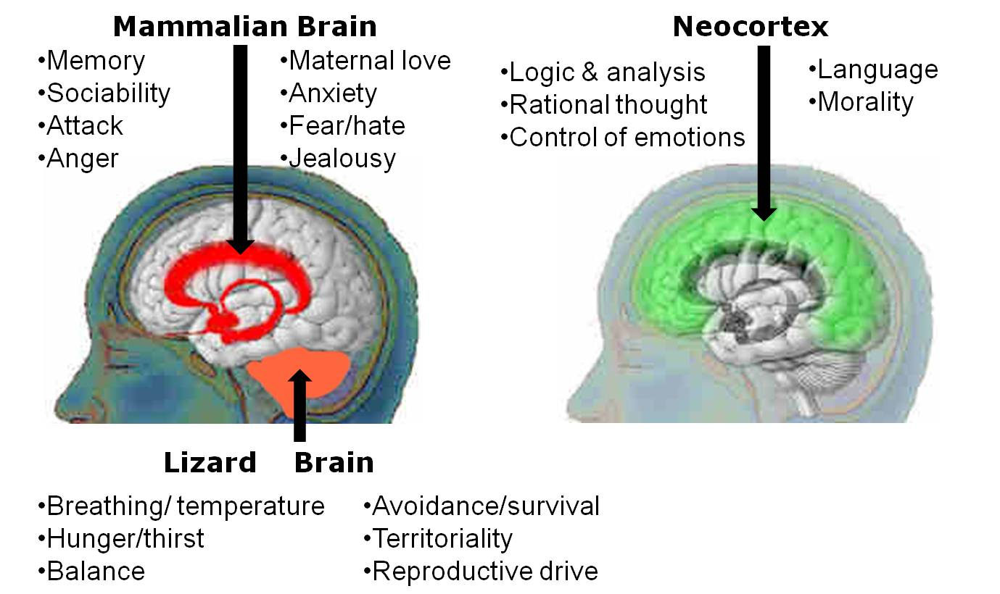 Mammalian Brain
•Memory
•Sociability
•Attack
•Anger
•Maternal love
•Anxiety
•Fear/hate
•Jealousy
Neocortex
•Logic & analysis
•Rational thought
•Control of emotions
•Language
•Morality
Lizard Brain
•Breathing/ temperature
•Hunger/thirst
•Balance
•Avoidance/survival
•Territoriality
•Reproductive drive